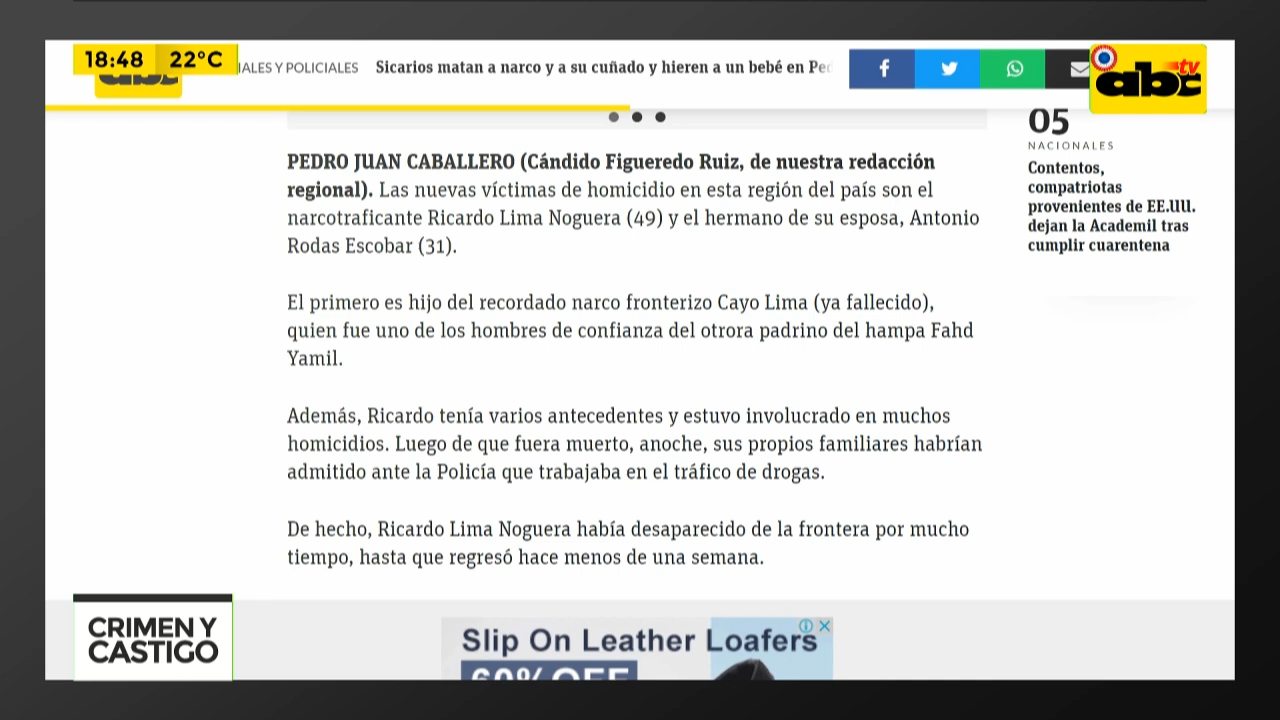 18:48 22°C
IALES Y POLICIALES Sicarios matan a narco y a su cuñado y hieren a un bebé en Ped
abc tv
PEDRO JUAN CABALLERO (Cándido Figueredo Ruiz, de nuestra redacción
regional). Las nuevas víctimas de homicidio en esta región del país son el
narcotraficante Ricardo Lima Noguera (49) y el hermano de su esposa, Antonio
Rodas Escobar (31).
El primero es hijo del recordado narco fronterizo Cayo Lima (ya fallecido),
quien fue uno de los hombres de confianza del otrora padrino del hampa Fahd
Yamil.
Además, Ricardo tenía varios antecedentes y estuvo involucrado en muchos
homicidios. Luego de que fuera muerto, anoche, sus propios familiares habrían
admitido ante la Policía que trabajaba en el tráfico de drogas.
De hecho, Ricardo Lima Noguera había desaparecido de la frontera por mucho
tiempo, hasta que regresó hace menos de una semana.
05
NACIONALES
Contentos,
compatriotas
provenientes de EE.UU.
dejan la Academil tras
cumplir cuarentena
CRIMEN Y
CASTIGO
Slip On Leather Loafers
60% OFF